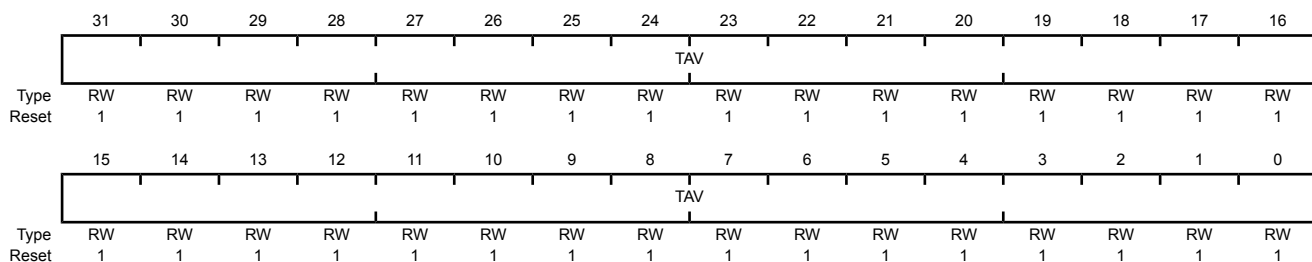 31 30 29 28 27 26 25 24 23 22 21 20 19 18 17 16
TAV
Type RW RW RW RW RW RW RW RW RW RW RW RW RW RW RW RW
Reset 1 1 1 1 1 1 1 1 1 1 1 1 1 1 1 1
15 14 13 12 11 10 9 8 7 6 5 4 3 2 1 0
TAV
Type RW RW RW RW RW RW RW RW RW RW RW RW RW RW RW RW
Reset 1 1 1 1 1 1 1 1 1 1 1 1 1 1 1 1